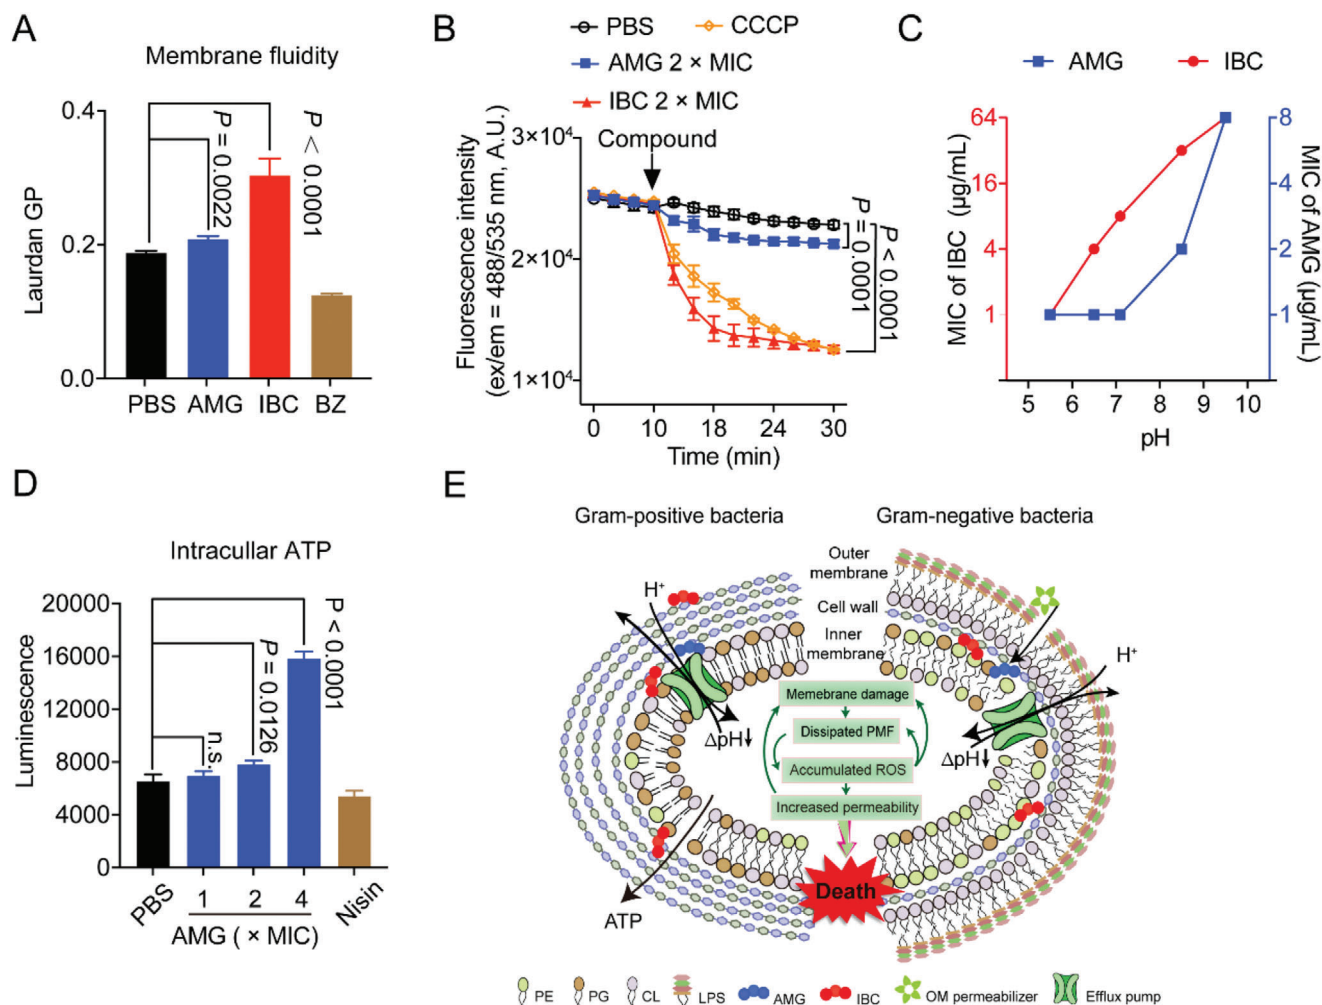 A
Membrane fluidity
Laurdan GP
0.4
0.2
0.0
P = 0.0022
P < 0.0001
PBS AMG IBC BZ
B
PBS CCCP
AMG 2 × MIC
IBC 2 × MIC
Fluorescence intensity
(ex/em = 488/535 nm, A.U.)
3×10⁴
2×10⁴
1×10⁴
Compound
P = 0.0001
P < 0.0001
0 10 18 24 30
Time (min)
C
AMG IBC
MIC of IBC (µg/mL)
64
16
4
1
MIC of AMG (µg/mL)
8
4
2
1
5 6 7 8 9 10
pH
D
Intracullar ATP
Luminescence
20000
16000
12000
8000
4000
0
n.s.
P = 0.0126
P < 0.0001
PBS 1 2 4 Nisin
AMG ( × MIC)
E
Gram-positive bacteria Gram-negative bacteria
Outer
membrane
Cell wall
Inner
membrane
H⁺
H⁺
Memebrane damage
Dissipated PMF
Accumulated ROS
Increased permeability
ΔpH↓
ΔpH↓
Death
ATP
PE PG CL LPS AMG IBC OM permeabilizer Efflux pump